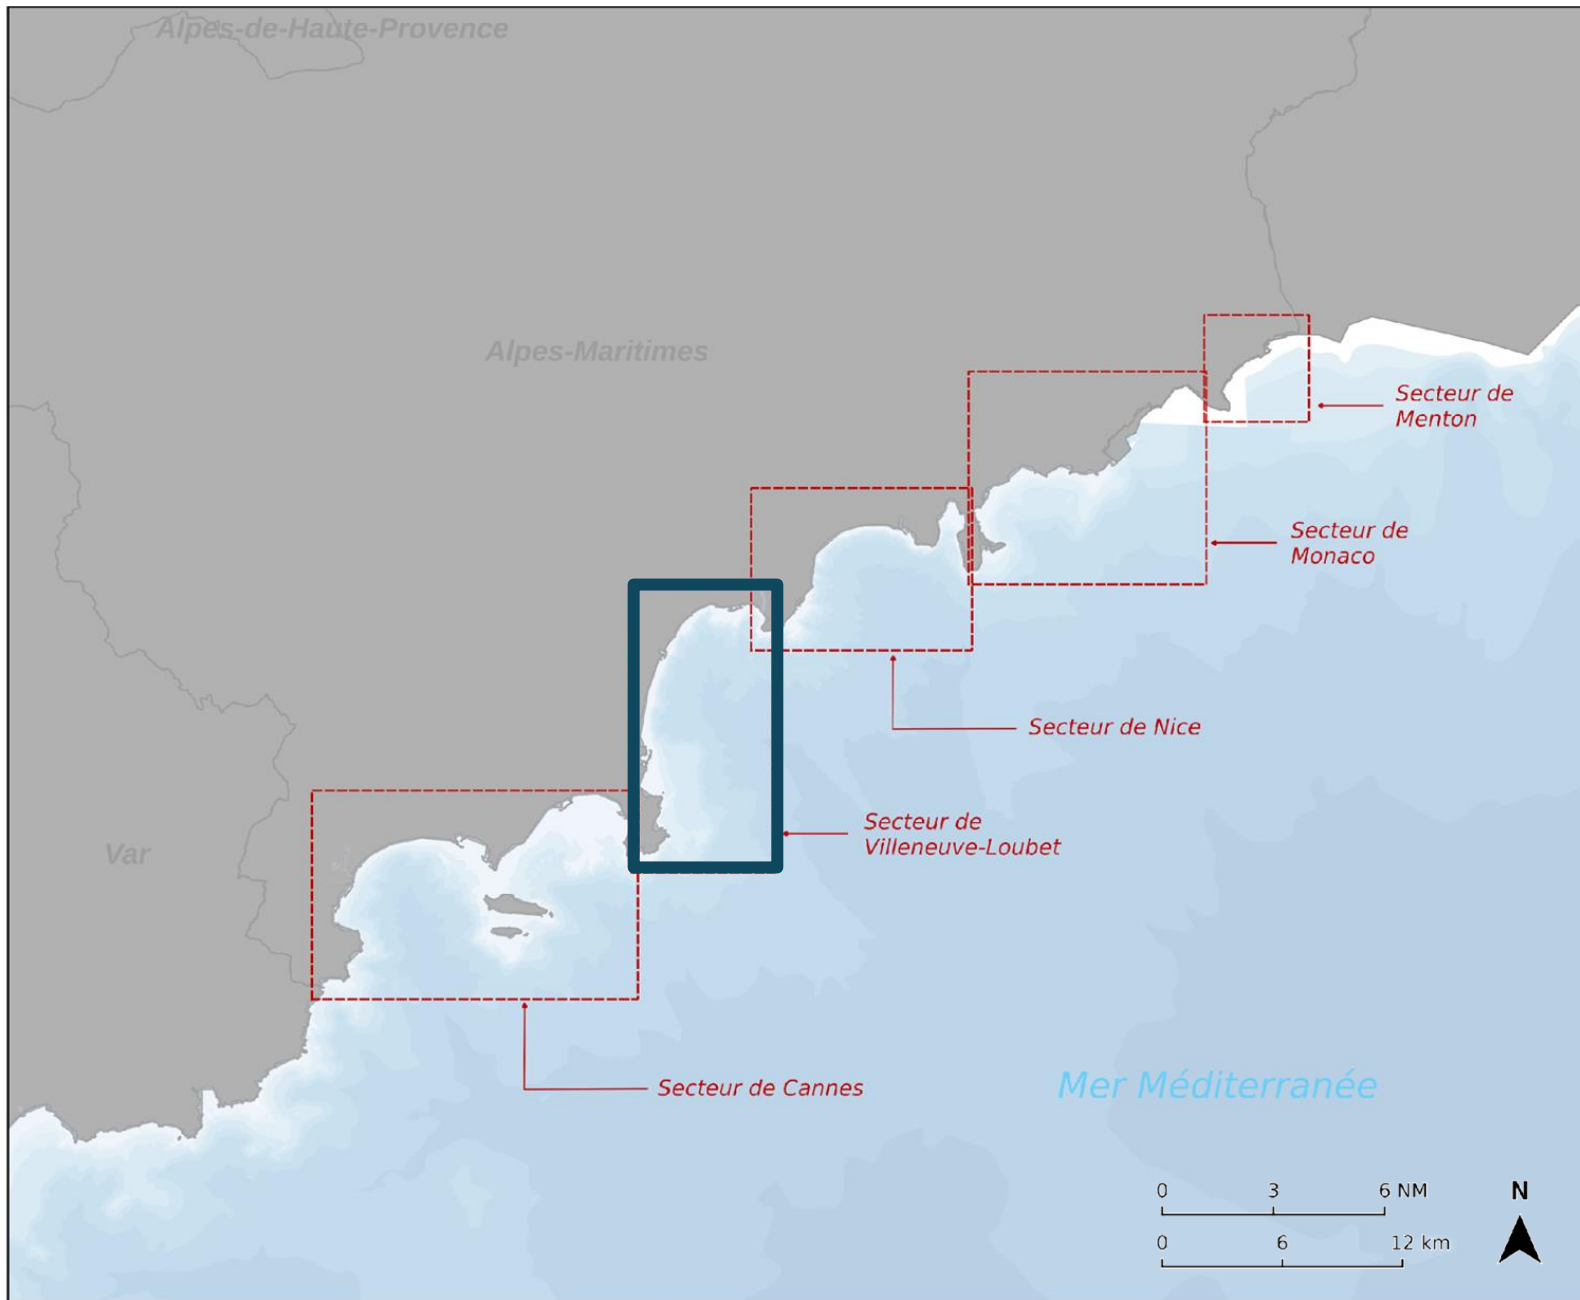 Alpes-de-Haute-Provence
Alpes-Maritimes
Secteur de
Menton
Secteur de
Monaco
Secteur de Nice
Secteur de
Villeneuve-Loubet
Var
Secteur de Cannes
Mer Méditerranée
0 3 6 NM
N
0 6 12 km